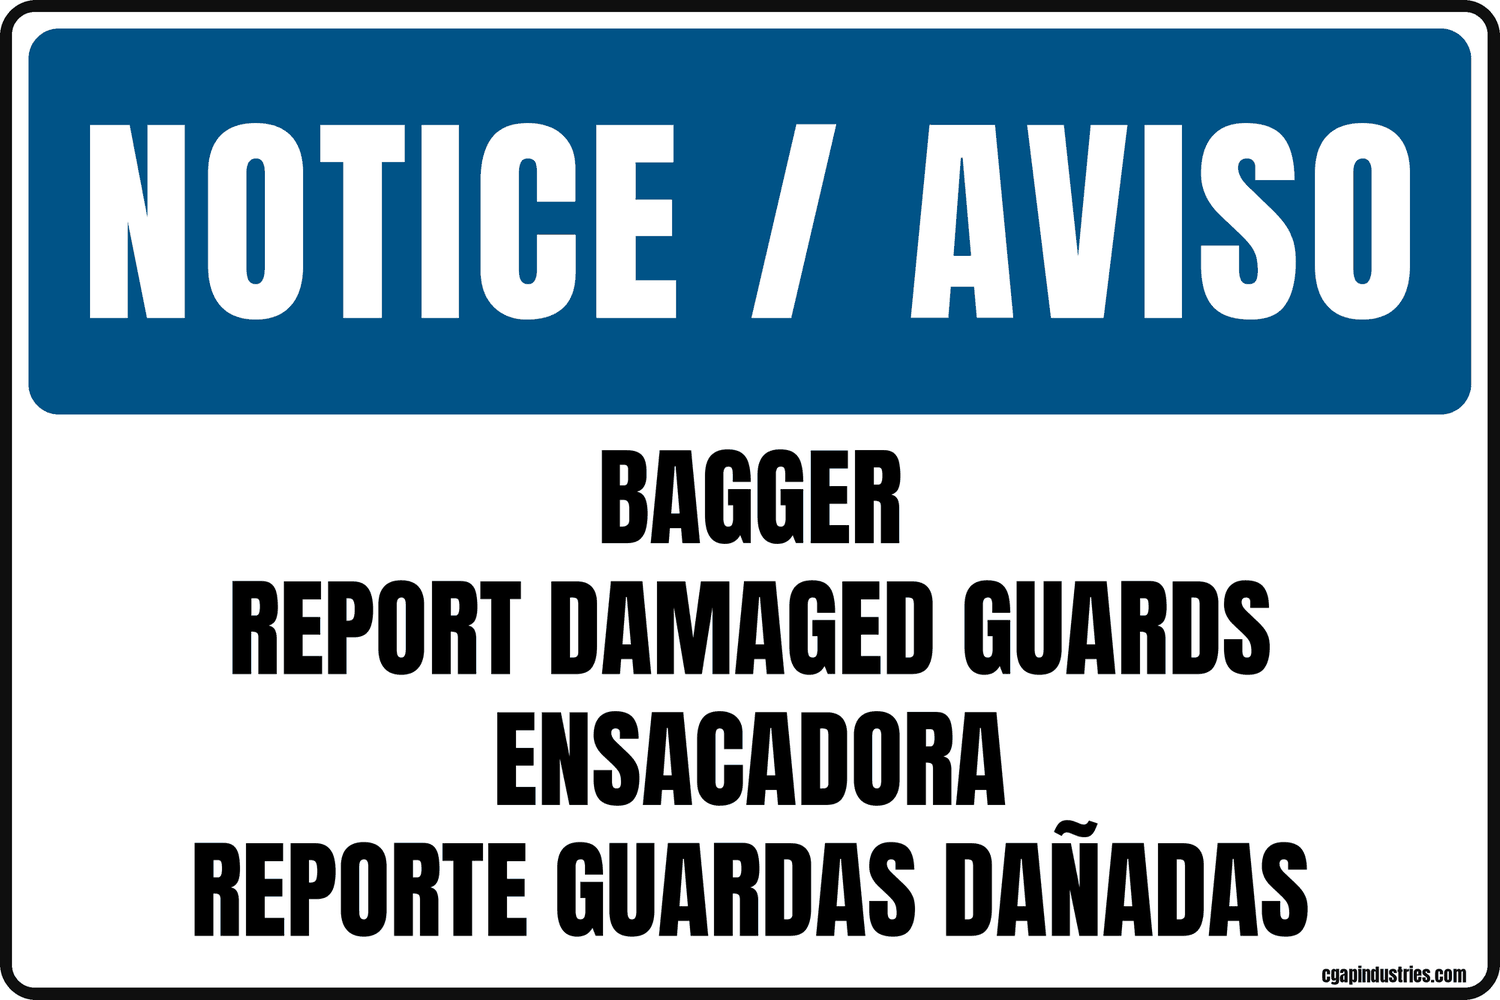 NOTICE / AVISO
BAGGER
REPORT DAMAGED GUARDS
ENSACADORA
REPORTE GUARDAS DAÑADAS
cgapindustries.com